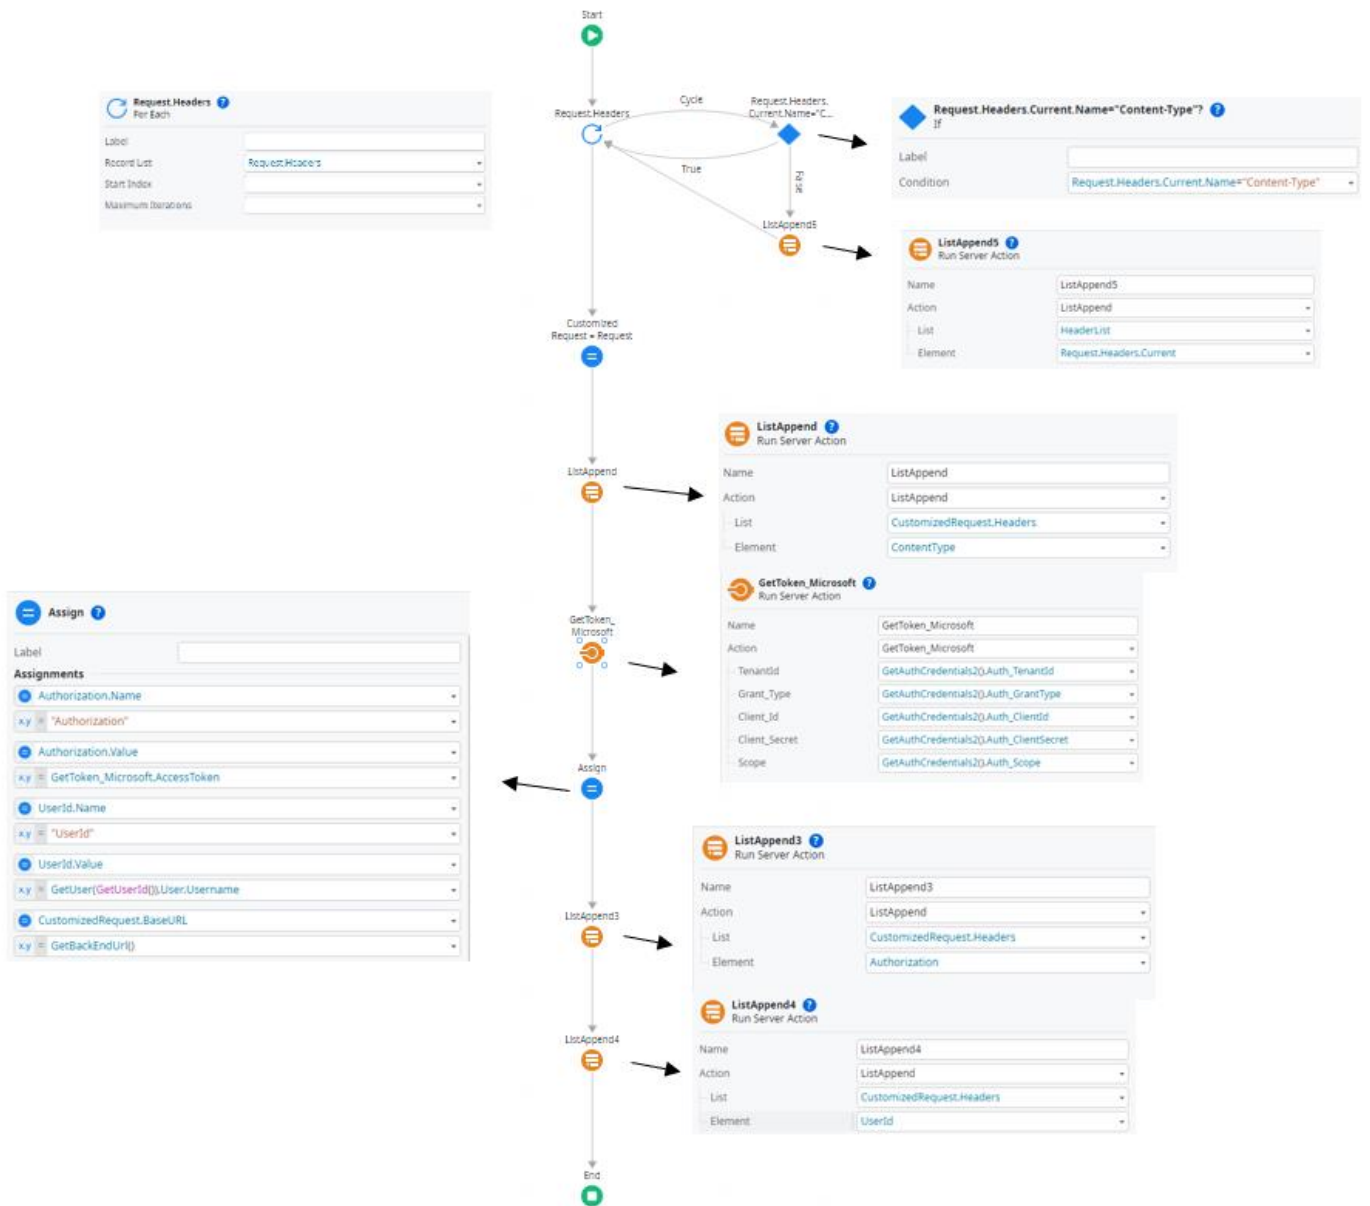 Start
Request.Headers
Per Each
Label
Record List
Request.Headers
Start Index
Maximum Iterations
Request.Headers
Cycle
True
Request.Headers.
Current.Name="C...
False
ListAppend5
Request.Headers.Current.Name="Content-Type"?
If
Label
Condition
Request.Headers.Current.Name="Content-Type"
ListAppend5
Run Server Action
Name
ListAppend5
Action
ListAppend
List
HeaderList
Element
Request.Headers.Current
Customized
Request = Request
ListAppend
ListAppend
Run Server Action
Name
ListAppend
Action
ListAppend
List
CustomizedRequest.Headers
Element
ContentType
GetToken_
Microsoft
GetToken_Microsoft
Run Server Action
Name
GetToken_Microsoft
Action
GetToken_Microsoft
TenantId
GetAuthCredentials2().Auth_TenantId
Grant_Type
GetAuthCredentials2().Auth_GrantType
Client_Id
GetAuthCredentials2().Auth_ClientId
Client_Secret
GetAuthCredentials2().Auth_ClientSecret
Scope
GetAuthCredentials2().Auth_Scope
Assign
Assign
Label
Assignments
Authorization.Name
x.y = "Authorization"
Authorization.Value
x.y = GetToken_Microsoft.AccessToken
UserId.Name
x.y = "UserId"
UserId.Value
x.y = GetUser(GetUserId()).User.Username
CustomizedRequest.BaseURL
x.y = GetBackEndUrl()
ListAppend3
ListAppend3
Run Server Action
Name
ListAppend3
Action
ListAppend
List
CustomizedRequest.Headers
Element
Authorization
ListAppend4
ListAppend4
Run Server Action
Name
ListAppend4
Action
ListAppend
List
CustomizedRequest.Headers
Element
UserId
End